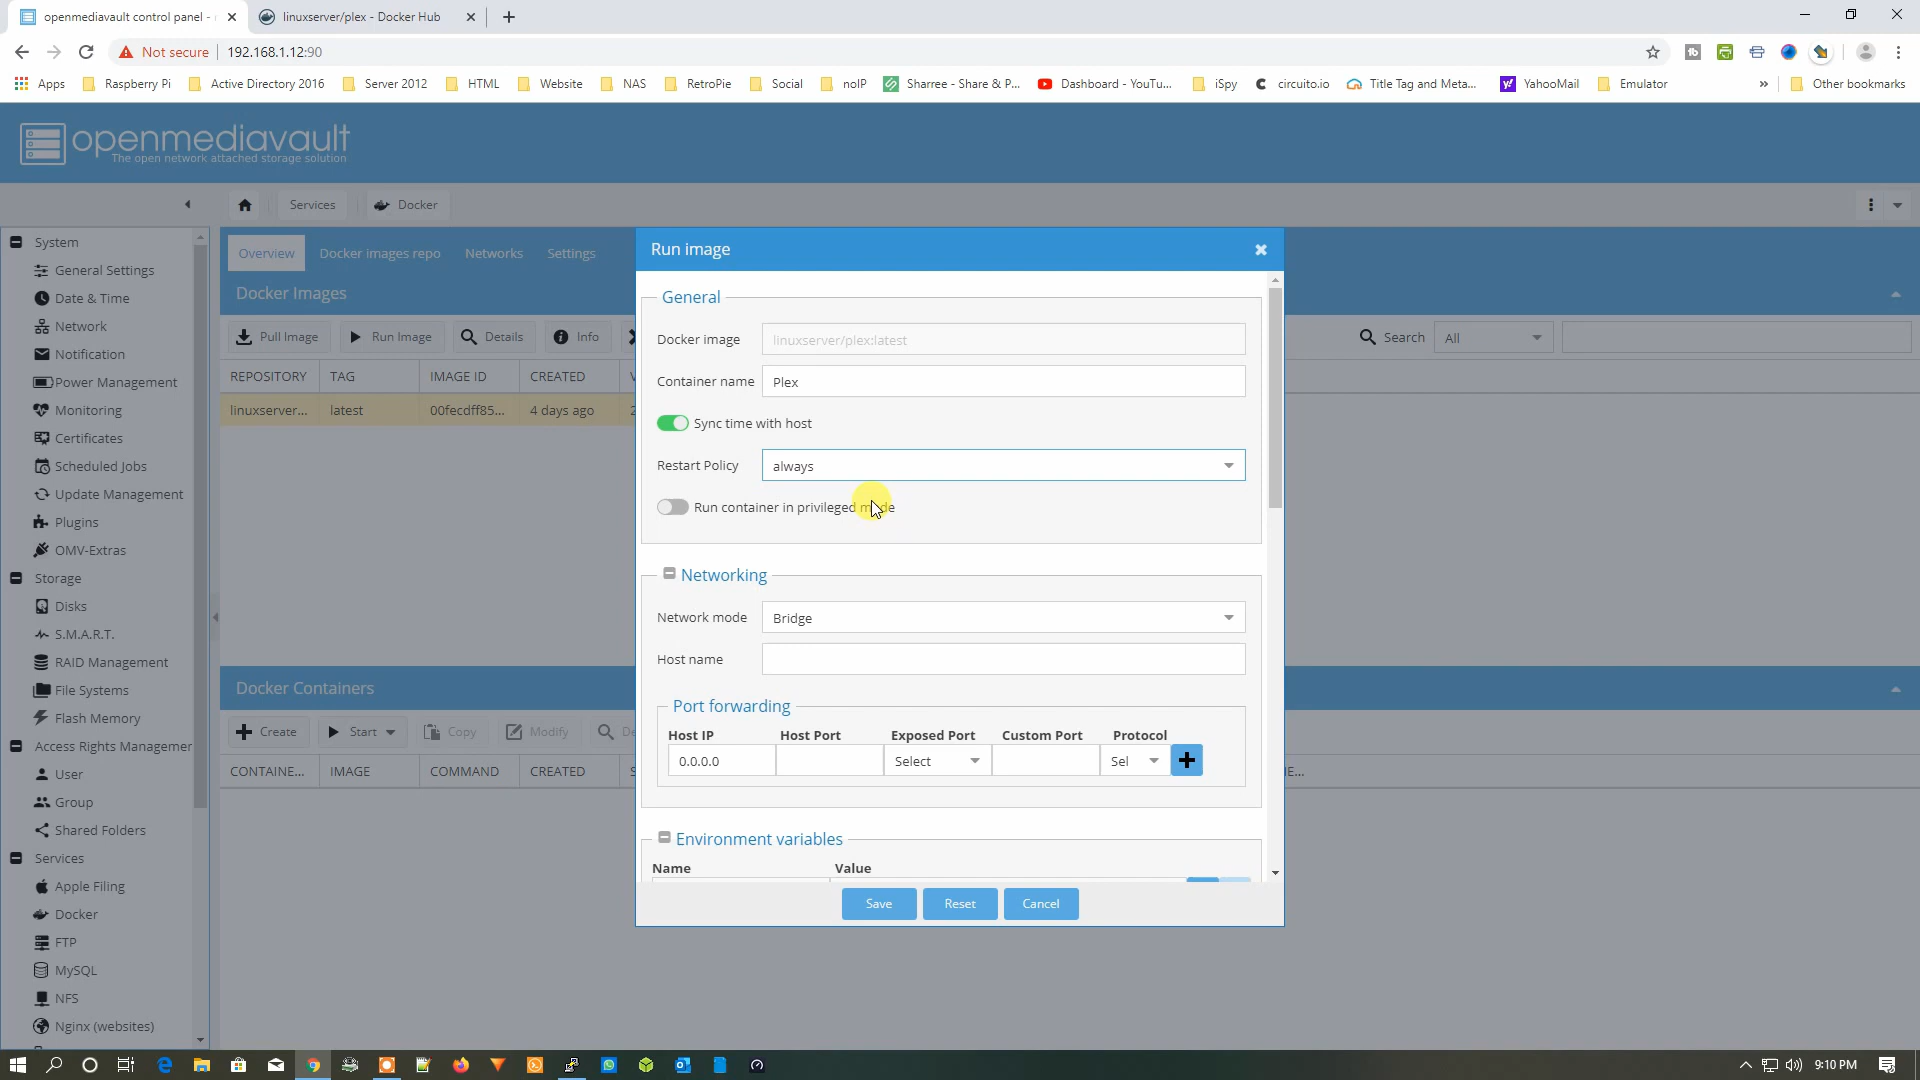 openmediavault control panel -
linuxserver/plex - Docker Hub
Not secure
192.168.1.12:90
Apps
Raspberry Pi
Active Directory 2016
Server 2012
HTML
Website
NAS
RetroPie
Social
noIP
Sharree - Share & P...
Dashboard - YouTu...
iSpy
circuito.io
Title Tag and Meta...
YahooMail
Emulator
»
Other bookmarks
openmediavault
The open network attached storage solution
Services
Docker
System
General Settings
Date & Time
Network
Notification
Power Management
Monitoring
Certificates
Scheduled Jobs
Update Management
Plugins
OMV-Extras
Storage
Disks
S.M.A.R.T.
RAID Management
File Systems
Flash Memory
Access Rights Managemer
User
Group
Shared Folders
Services
Apple Filing
Docker
FTP
MySQL
NFS
Nginx (websites)
Overview
Docker images repo
Networks
Settings
Docker Images
Pull Image
Run Image
Details
Info
Search
All
REPOSITORY
TAG
IMAGE ID
CREATED
linuxserver...
latest
00fecdff85...
4 days ago
2
Docker Containers
Create
Start
Copy
Modify
De
CONTAINE...
IMAGE
COMMAND
CREATED
S
E...
Run image
General
Docker image
linuxserver/plex:latest
Container name
Plex
Sync time with host
Restart Policy
always
Run container in privileged mode
Networking
Network mode
Bridge
Host name
Port forwarding
Host IP
Host Port
Exposed Port
Custom Port
Protocol
0.0.0.0
Select
Sel
Environment variables
Name
Value
Save
Reset
Cancel
9:10 PM